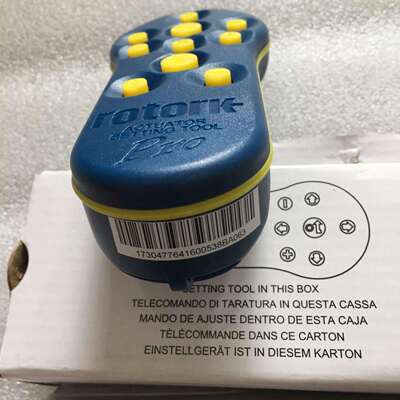 rotork
ACTUATOR
SETTING TOOL
Pro
1730477641600538BA063
SETTING TOOL IN THIS BOX
TELECOMANDO DI TARATURA IN QUESTA CASSA
MANDO DE AJUSTE DENTRO DE ESTA CAJA
TÉLÉCOMMANDE DANS CE CARTON
EINSTELLGERÄT IST IN DIESEM KARTON